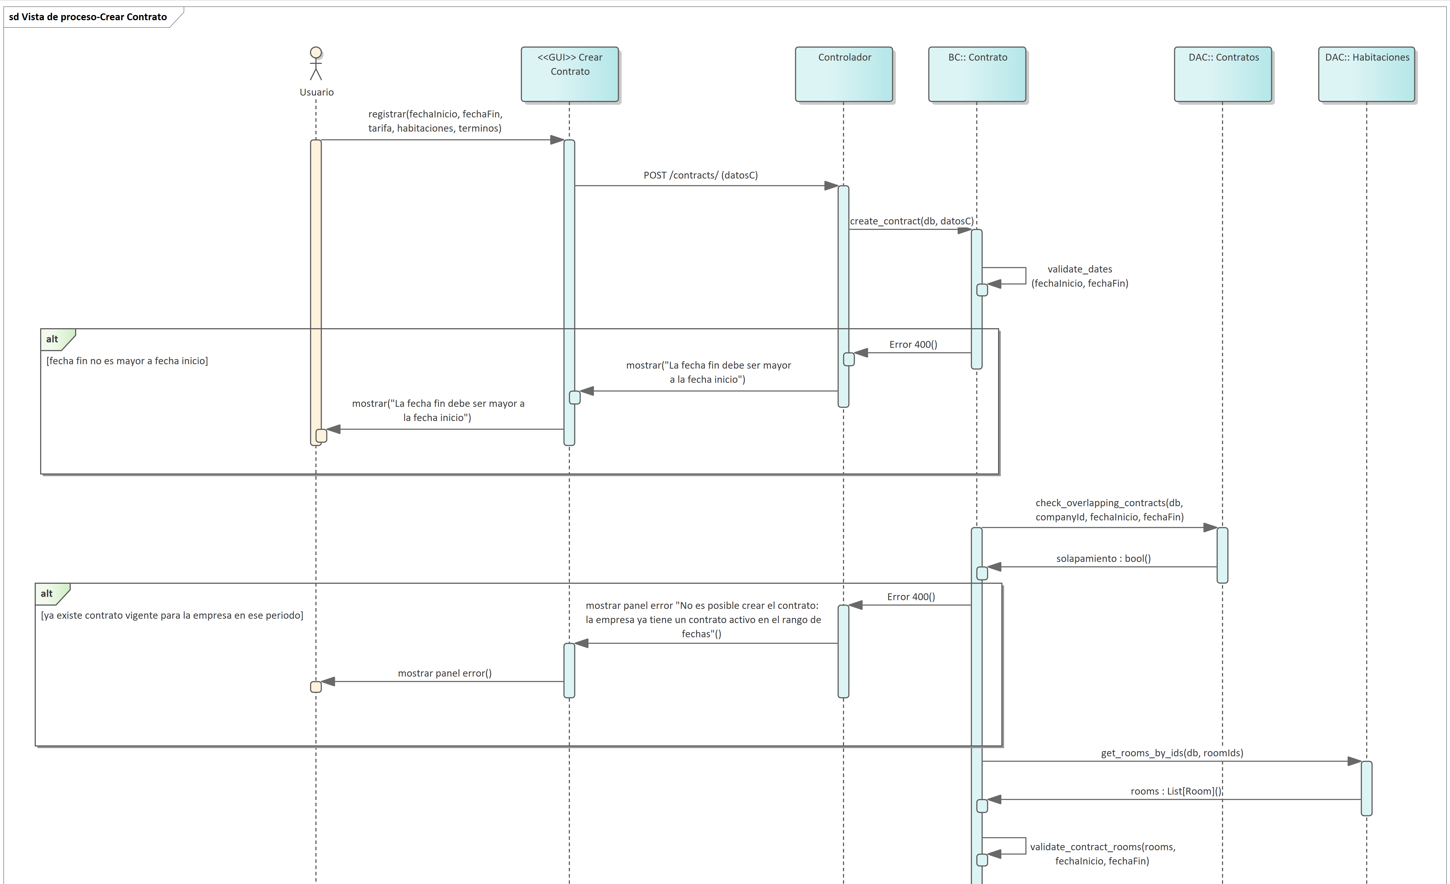 sd Vista de proceso-Crear Contrato
Usuario
<<GUI>> Crear
Contrato
Controlador
BC:: Contrato
DAC:: Contratos
DAC:: Habitaciones
registrar(fechaInicio, fechaFin,
tarifa, habitaciones, terminos)
POST /contracts/ (datosC)
create_contract(db, datosC)
validate_dates
(fechaInicio, fechaFin)
alt
[fecha fin no es mayor a fecha inicio]
Error 400()
mostrar("La fecha fin debe ser mayor
a la fecha inicio")
mostrar("La fecha fin debe ser mayor a
la fecha inicio")
check_overlapping_contracts(db,
companyId, fechaInicio, fechaFin)
solapamiento : bool()
alt
[ya existe contrato vigente para la empresa en ese periodo]
Error 400()
mostrar panel error "No es posible crear el contrato:
la empresa ya tiene un contrato activo en el rango de
fechas"()
mostrar panel error()
get_rooms_by_ids(db, roomIds)
rooms : List[Room]()
validate_contract_rooms(rooms,
fechaInicio, fechaFin)